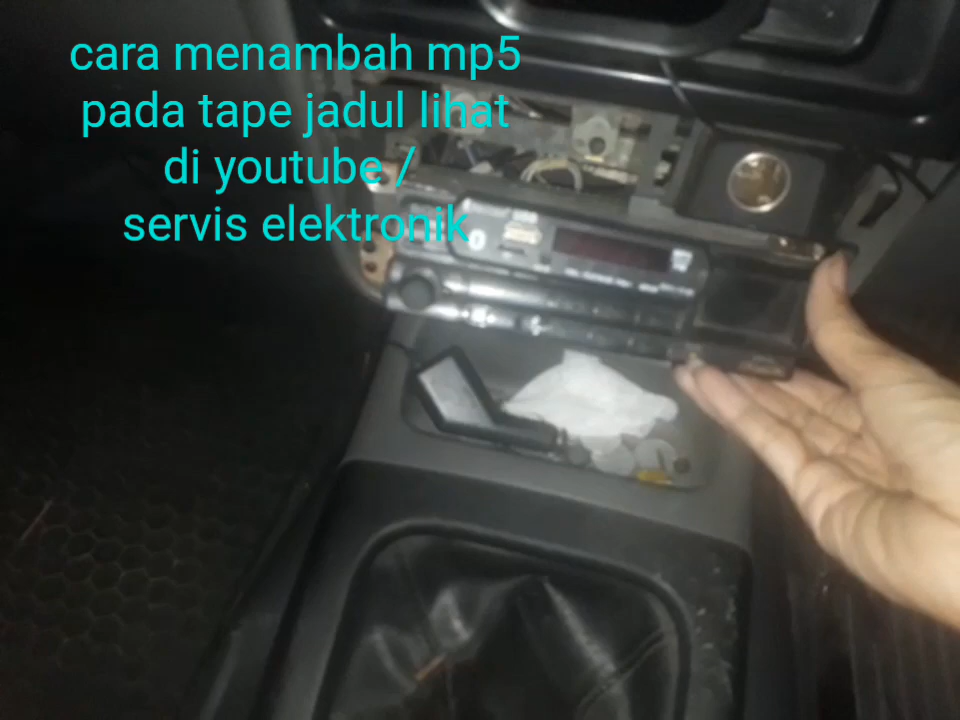 cara menambah mp5
pada tape jadul lihat
di youtube /
servis elektronik